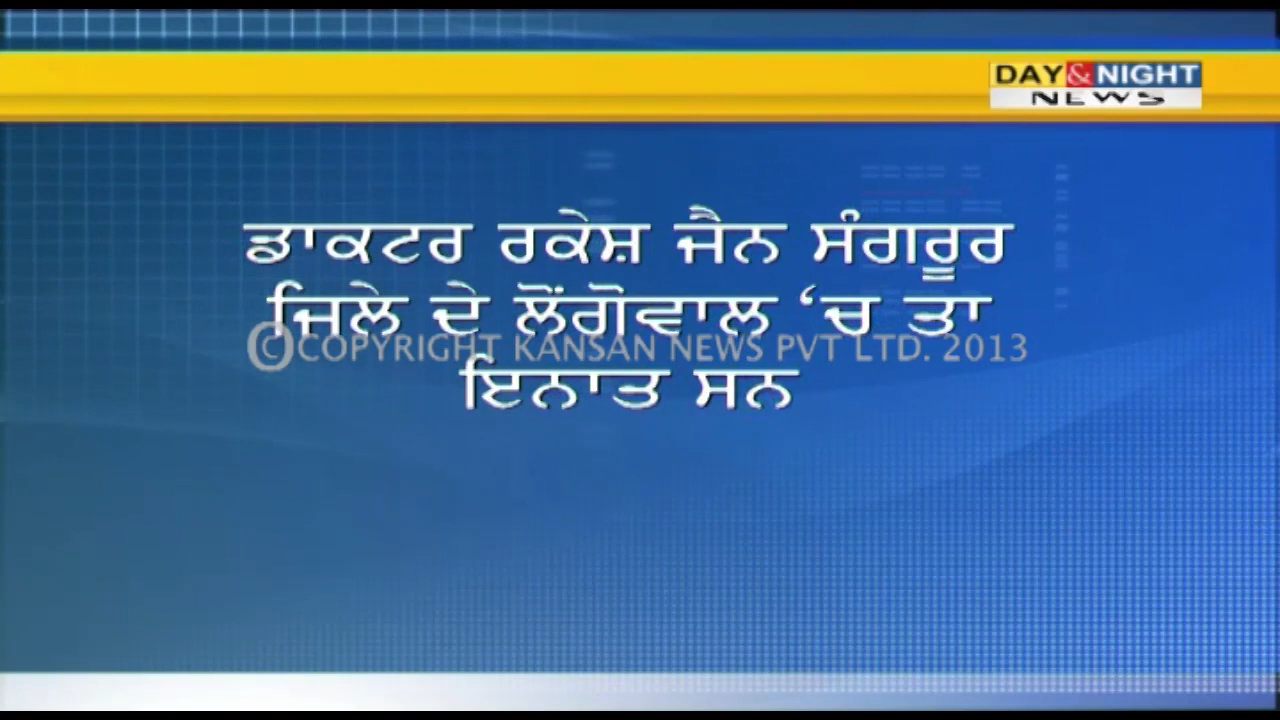 DAY & NIGHT
NEWS
ਡਾਕਟਰ ਰਕੇਸ਼ ਜੈਨ ਸੰਗਰੂਰ
ਜਿਲੇ ਦੇ ਲੋਂਗੋਵਾਲ ‘ਚ ਤਾ
©COPYRIGHT KANSAN NEWS PVT LTD. 2013
ਇਨਾਤ ਸਨ